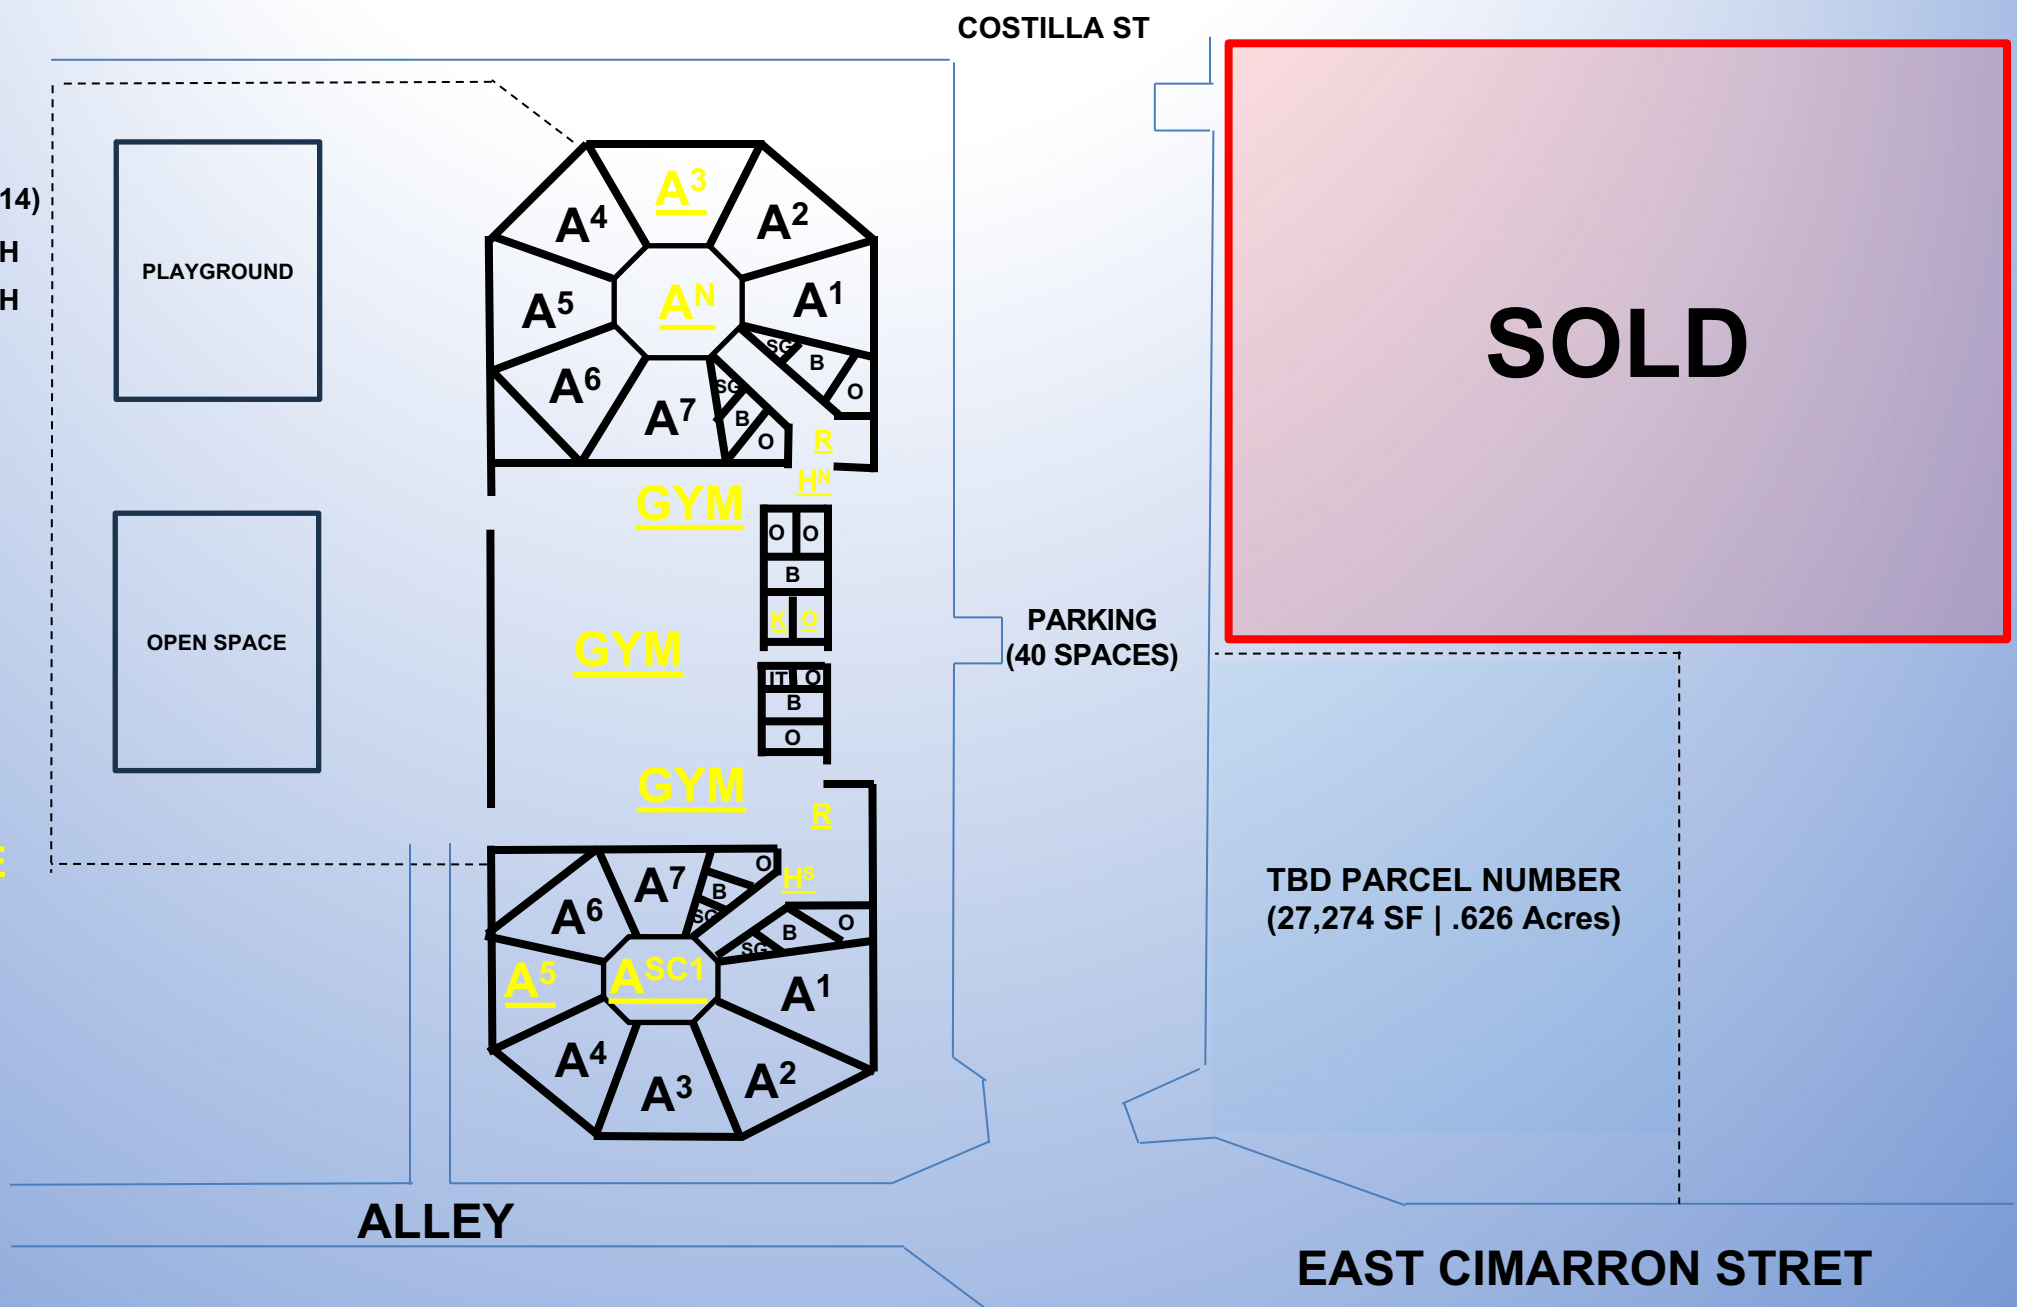 COSTILLA ST
14)
H
H
PLAYGROUND
OPEN SPACE
A3
A4
A2
A5
AN
A1
A6
A7
SG
B
O
SG
B
O
R
HN
GYM
O O
B
K O
GYM
IT O
B
O
GYM
R
E
PARKING
(40 SPACES)
SOLD
TBD PARCEL NUMBER
(27,274 SF | .626 Acres)
A7
O
B
SG
HS
A6
O
B
SG
A5
ASC1
A1
A4
A3
A2
ALLEY
EAST CIMARRON STRET